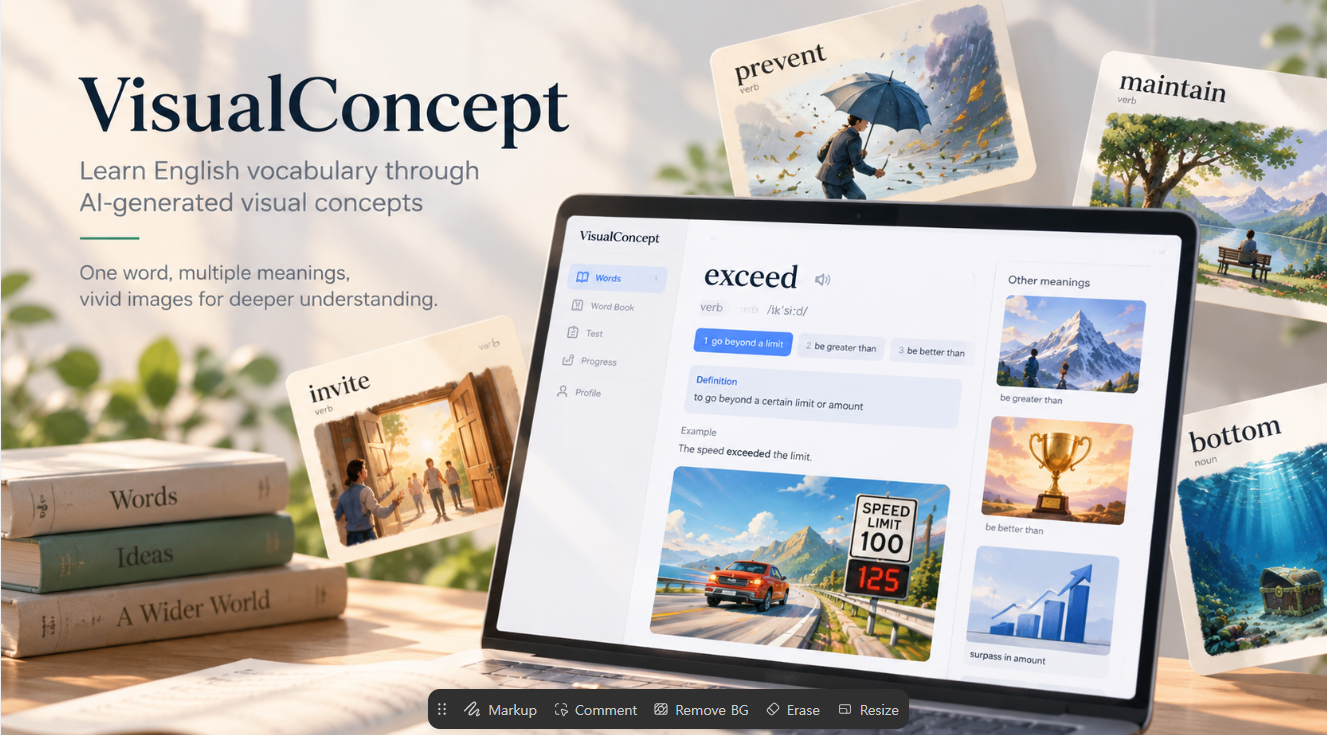 VisualConcept
Learn English vocabulary through
AI-generated visual concepts
One word, multiple meanings,
vivid images for deeper understanding.
prevent
verb
maintain
verb
invite
verb
verb
bottom
noun
Words
Ideas
A Wider World
VisualConcept
Words
Word Book
Test
Progress
Profile
exceed
verb /ɪkˈsiːd/
1 go beyond a limit
2 be greater than
3 be better than
Definition
to go beyond a certain limit or amount
Example
The speed exceeded the limit.
SPEED
LIMIT
100
125
Other meanings
be greater than
be better than
surpass in amount
Markup
Comment
Remove BG
Erase
Resize